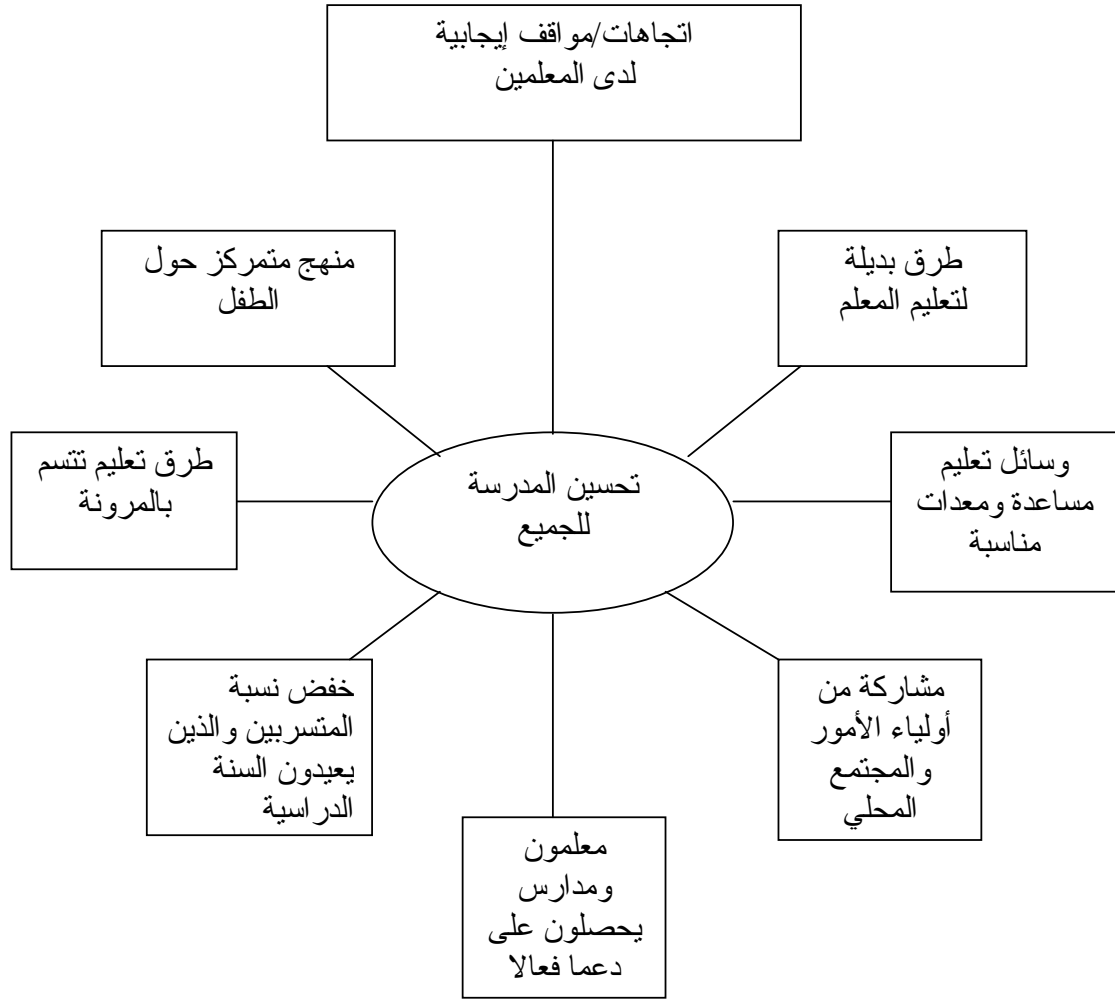 اتجاهات/مواقف إيجابية
لدى المعلمين
طرق بديلة
لتعليم المعلم
منهج متمركز حول
الطفل
وسائل تعليم
مساعدة ومعدات
مناسبة
تحسين المدرسة
للجميع
طرق تعليم تتسم
بالمرونة
مشاركة من
أولياء الأمور
والمجتمع
المحلي
خفض نسبة
المتسربين والذين
يعيدون السنة
الدراسية
معلمون
ومدارس
يحصلون على
دعما فعالا